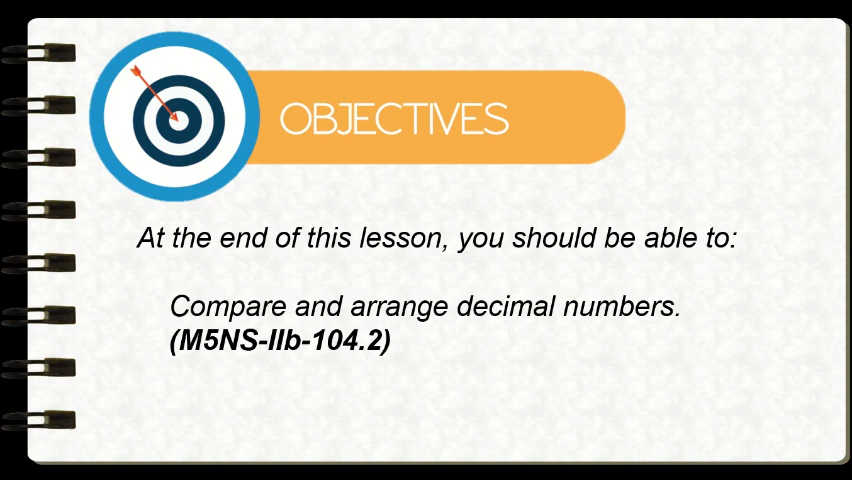 OBJECTIVES
At the end of this lesson, you should be able to:
Compare and arrange decimal numbers.
(M5NS-IIb-104.2)